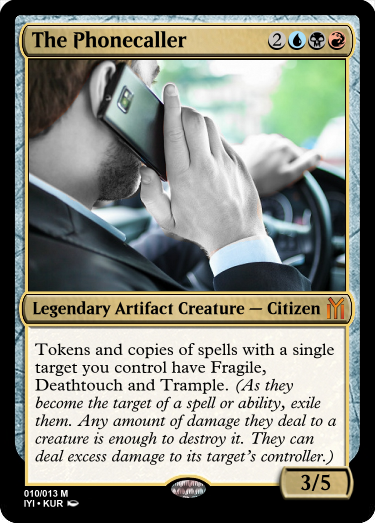 The Phonecaller 2
Legendary Artifact Creature — Citizen
Tokens and copies of spells with a single
target you control have Fragile,
Deathtouch and Trample. (As they
become the target of a spell or ability, exile
them. Any amount of damage they deal to a
creature is enough to destroy it. They can
deal excess damage to its target's controller.)
3/5
010/013 M
IYI • KUR